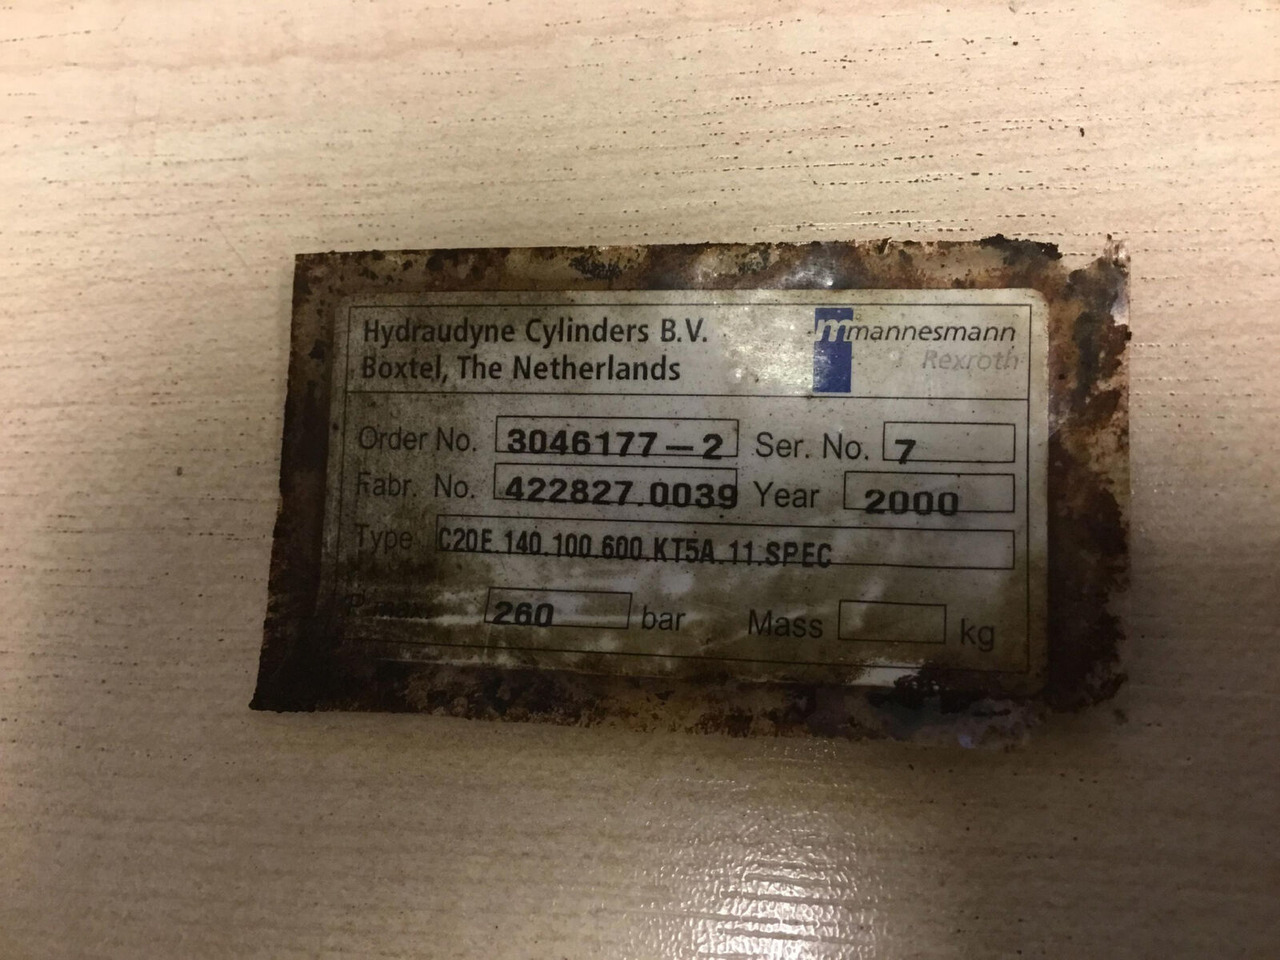 Hydraudyne Cylinders B.V.
Boxtel, The Netherlands
m mannesmann
Rexroth
Order No. 3046177-2 Ser. No. 7
Fabr. No. 422827.0039 Year 2000
Type C20E.140.100.600.KT5A.11.SPEC
P max. 260 bar Mass kg